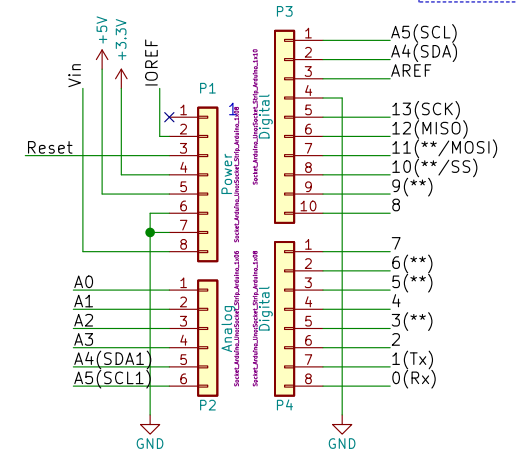 P3
+5V
+3.3V
Vin
IOREF
P1
1
Reset
1
2
3
4
5
6
7
8
Power
Socket_Arduino_Uno:Socket_Strip_Arduino_1x08
1
2
3
4
5
6
7
8
9
10
Digital
Socket_Arduino_Uno:Socket_Strip_Arduino_1x10
A5(SCL)
A4(SDA)
AREF
13(SCK)
12(MISO)
11(**/MOSI)
10(**/SS)
9(**)
8
A0
A1
A2
A3
A4(SDA1)
A5(SCL1)
1
2
3
4
5
6
Analog
Socket_Arduino_Uno:Socket_Strip_Arduino_1x06
P2
1
2
3
4
5
6
7
8
Digital
Socket_Arduino_Uno:Socket_Strip_Arduino_1x08
P4
7
6(**)
5(**)
4
3(**)
2
1(Tx)
0(Rx)
GND
GND